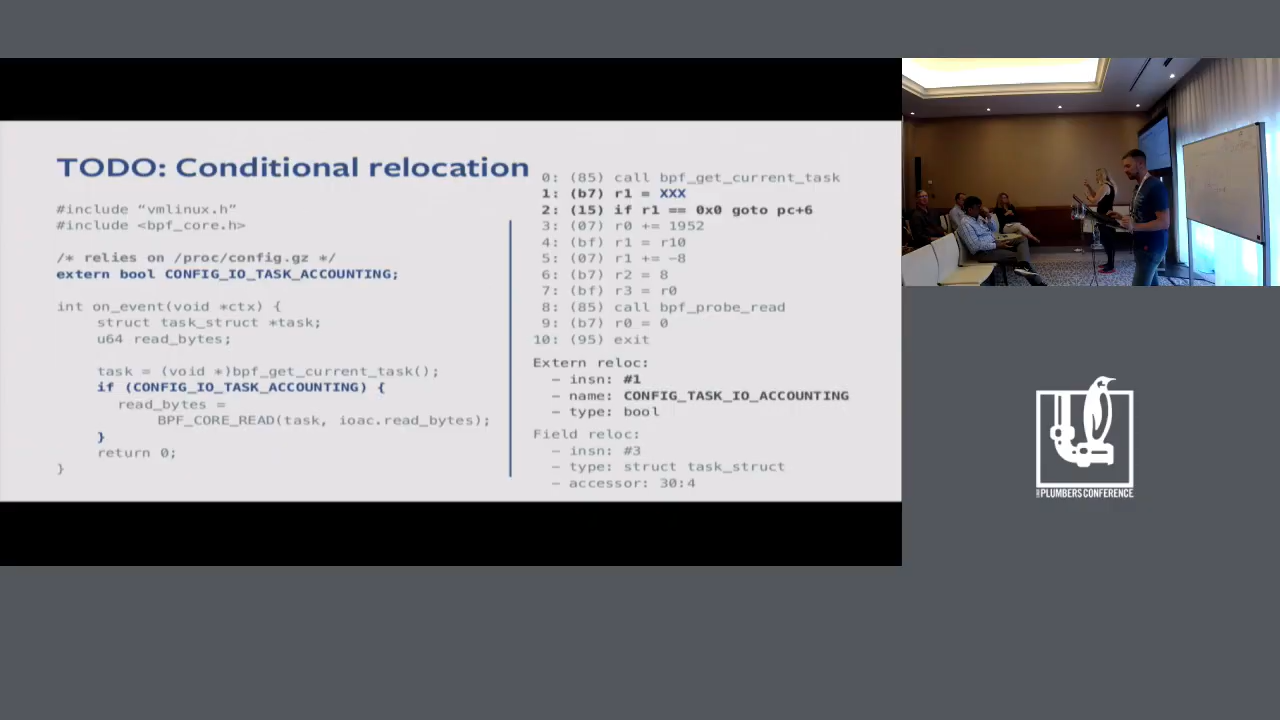 TODO: Conditional relocation
#include “vmlinux.h”
#include <bpf_core.h>
/* relies on /proc/config.gz */
extern bool CONFIG_IO_TASK_ACCOUNTING;
int on_event(void *ctx) {
struct task_struct *task;
u64 read_bytes;
task = (void *)bpf_get_current_task();
if (CONFIG_IO_TASK_ACCOUNTING) {
read_bytes =
BPF_CORE_READ(task, ioac.read_bytes);
}
return 0;
}
0: (85) call bpf_get_current_task
1: (b7) r1 = XXX
2: (15) if r1 == 0x0 goto pc+6
3: (07) r0 += 1952
4: (bf) r1 = r10
5: (07) r1 += -8
6: (b7) r2 = 8
7: (bf) r3 = r0
8: (85) call bpf_probe_read
9: (b7) r0 = 0
10: (95) exit
Extern reloc:
– insn: #1
– name: CONFIG_TASK_IO_ACCOUNTING
– type: bool
Field reloc:
– insn: #3
– type: struct task_struct
– accessor: 30:4
PLUMBERS CONFERENCE